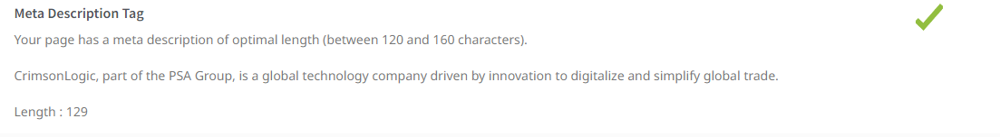 Meta Description Tag
Your page has a meta description of optimal length (between 120 and 160 characters).
CrimsonLogic, part of the PSA Group, is a global technology company driven by innovation to digitalize and simplify global trade.
Length : 129